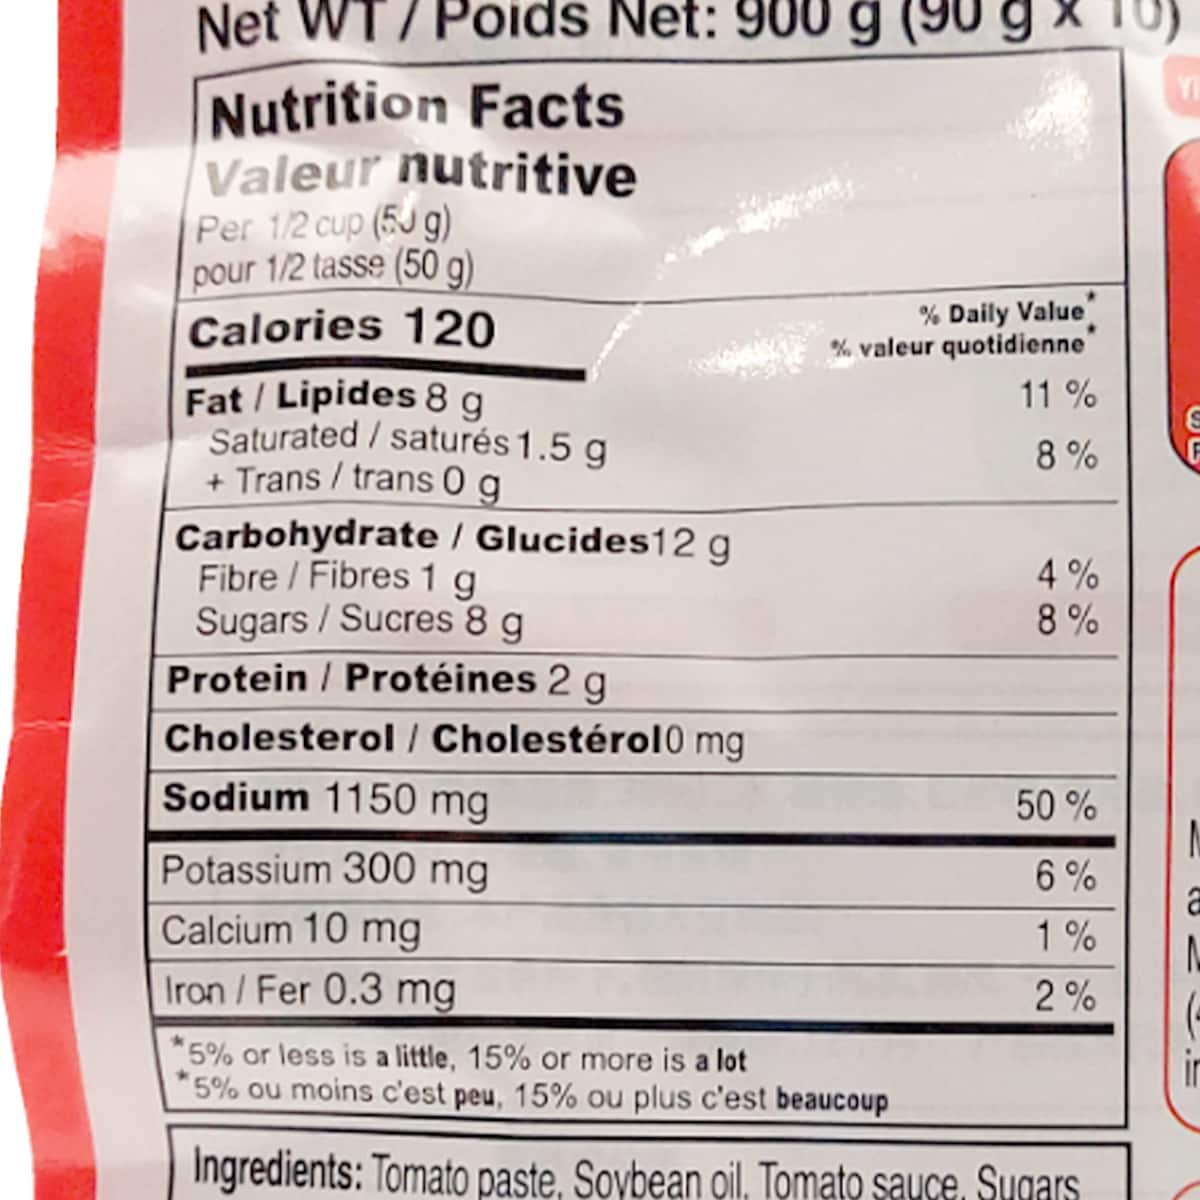 Net WT / Poids Net: 900 g (90 g x 10)
Nutrition Facts
Valeur nutritive
Per 1/2 cup (50 g)
pour 1/2 tasse (50 g)
Calories 120
% Daily Value*
% valeur quotidienne*
Fat / Lipides 8 g 11 %
Saturated / saturés 1.5 g 8 %
+ Trans / trans 0 g
Carbohydrate / Glucides12 g
Fibre / Fibres 1 g 4 %
Sugars / Sucres 8 g 8 %
Protein / Protéines 2 g
Cholesterol / Cholestérol0 mg
Sodium 1150 mg 50 %
Potassium 300 mg 6 %
Calcium 10 mg 1 %
Iron / Fer 0.3 mg 2 %
*5% or less is a little, 15% or more is a lot
*5% ou moins c'est peu, 15% ou plus c'est beaucoup
Ingredients: Tomato paste, Soybean oil, Tomato sauce, Sugars